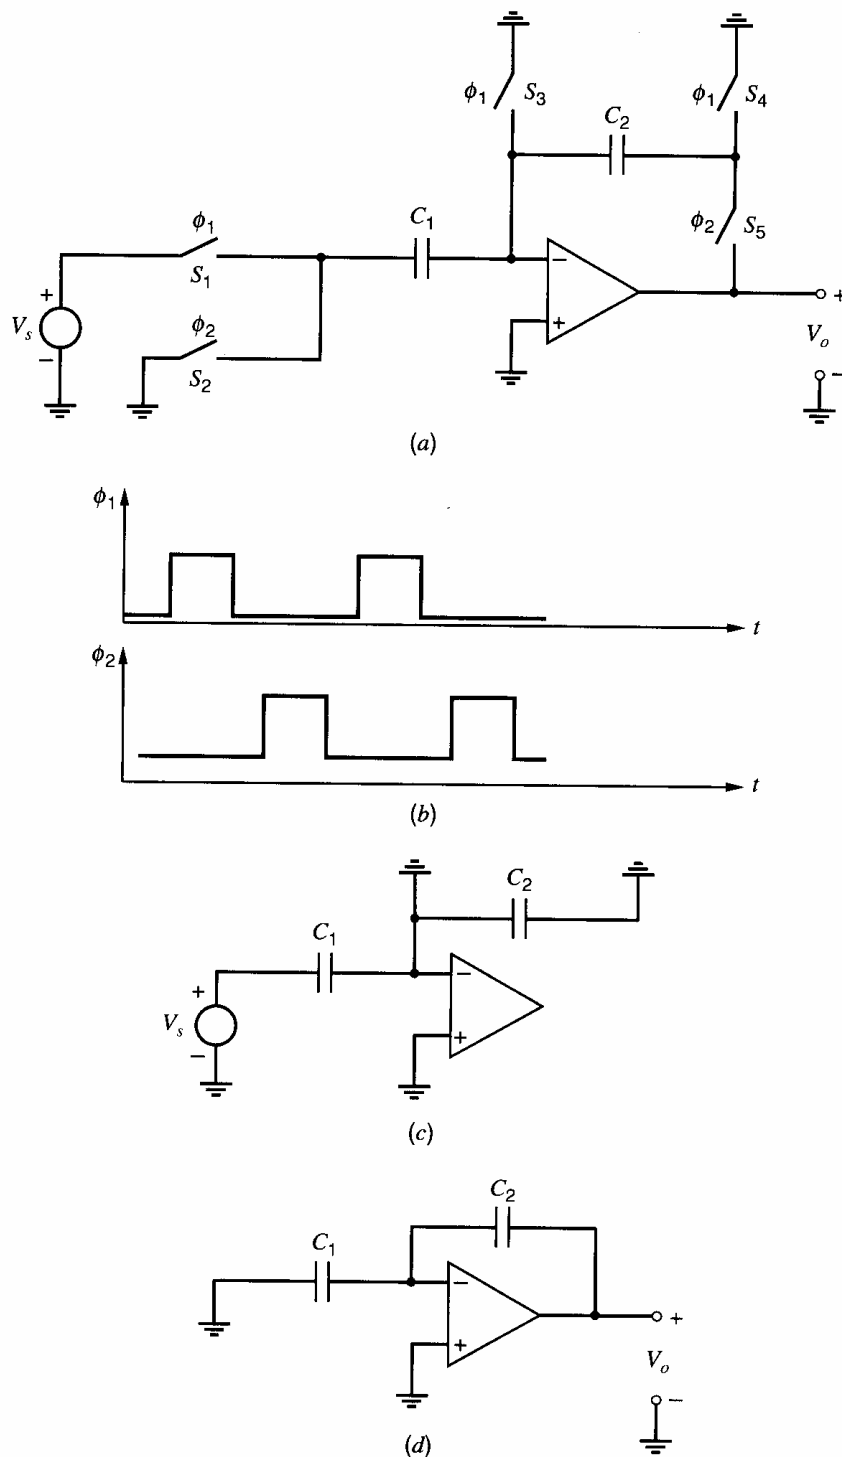 ϕ1 S3
ϕ1 S4
C2
C1
ϕ2 S5
ϕ1
S1
+
Vs
−
ϕ2
S2
−
+
+
Vo
−
(a)
ϕ1
t
ϕ2
t
(b)
C2
C1
+
Vs
−
−
+
(c)
C2
C1
−
+
+
Vo
−
(d)